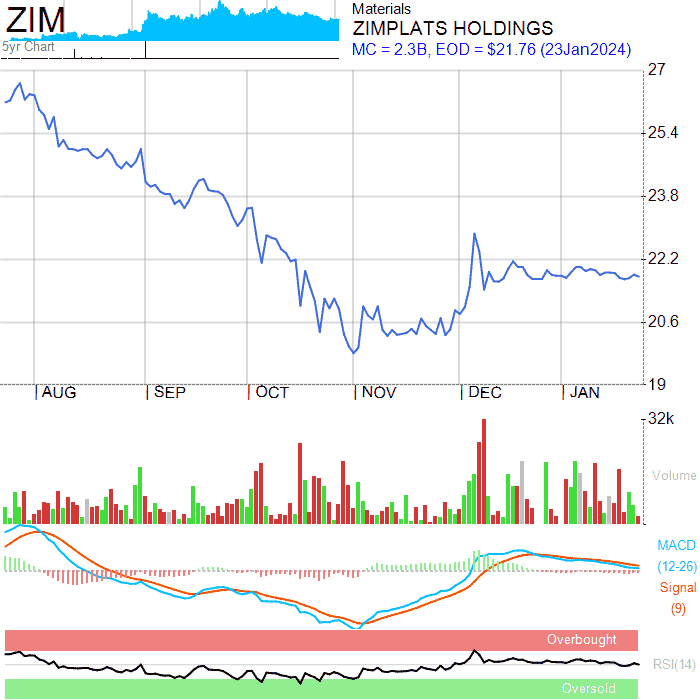 ZIM
5yr Chart
Materials
ZIMPLATS HOLDINGS
MC = 2.3B, EOD = $21.76 (23Jan2024)
27
25.4
23.8
22.2
20.6
19
AUG SEP OCT NOV DEC JAN
32k
Volume
MACD
(12-26)
Signal
(9)
Overbought
RSI(14)
Oversold